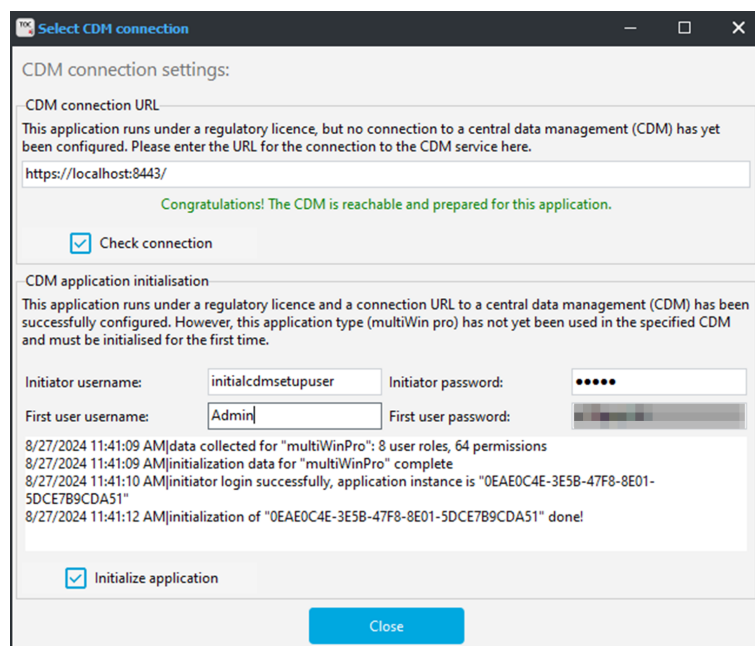 TOC
Select CDM connection
CDM connection settings:
CDM connection URL
This application runs under a regulatory licence, but no connection to a central data management (CDM) has yet
been configured. Please enter the URL for the connection to the CDM service here.
https://localhost:8443/
Congratulations! The CDM is reachable and prepared for this application.
Check connection
CDM application initialisation
This application runs under a regulatory licence and a connection URL to a central data management (CDM) has been
successfully configured. However, this application type (multiWin pro) has not yet been used in the specified CDM
and must be initialised for the first time.
Initiator username: initialcdmsetupuser Initiator password: ●●●●●
First user username: Admin First user password:
8/27/2024 11:41:09 AM|data collected for "multiWinPro": 8 user roles, 64 permissions
8/27/2024 11:41:09 AM|initialization data for "multiWinPro" complete
8/27/2024 11:41:10 AM|initiator login successfully, application instance is "0EAE0C4E-3E5B-47F8-8E01-
5DCE7B9CDA51"
8/27/2024 11:41:12 AM|initialization of "0EAE0C4E-3E5B-47F8-8E01-5DCE7B9CDA51" done!
Initialize application
Close